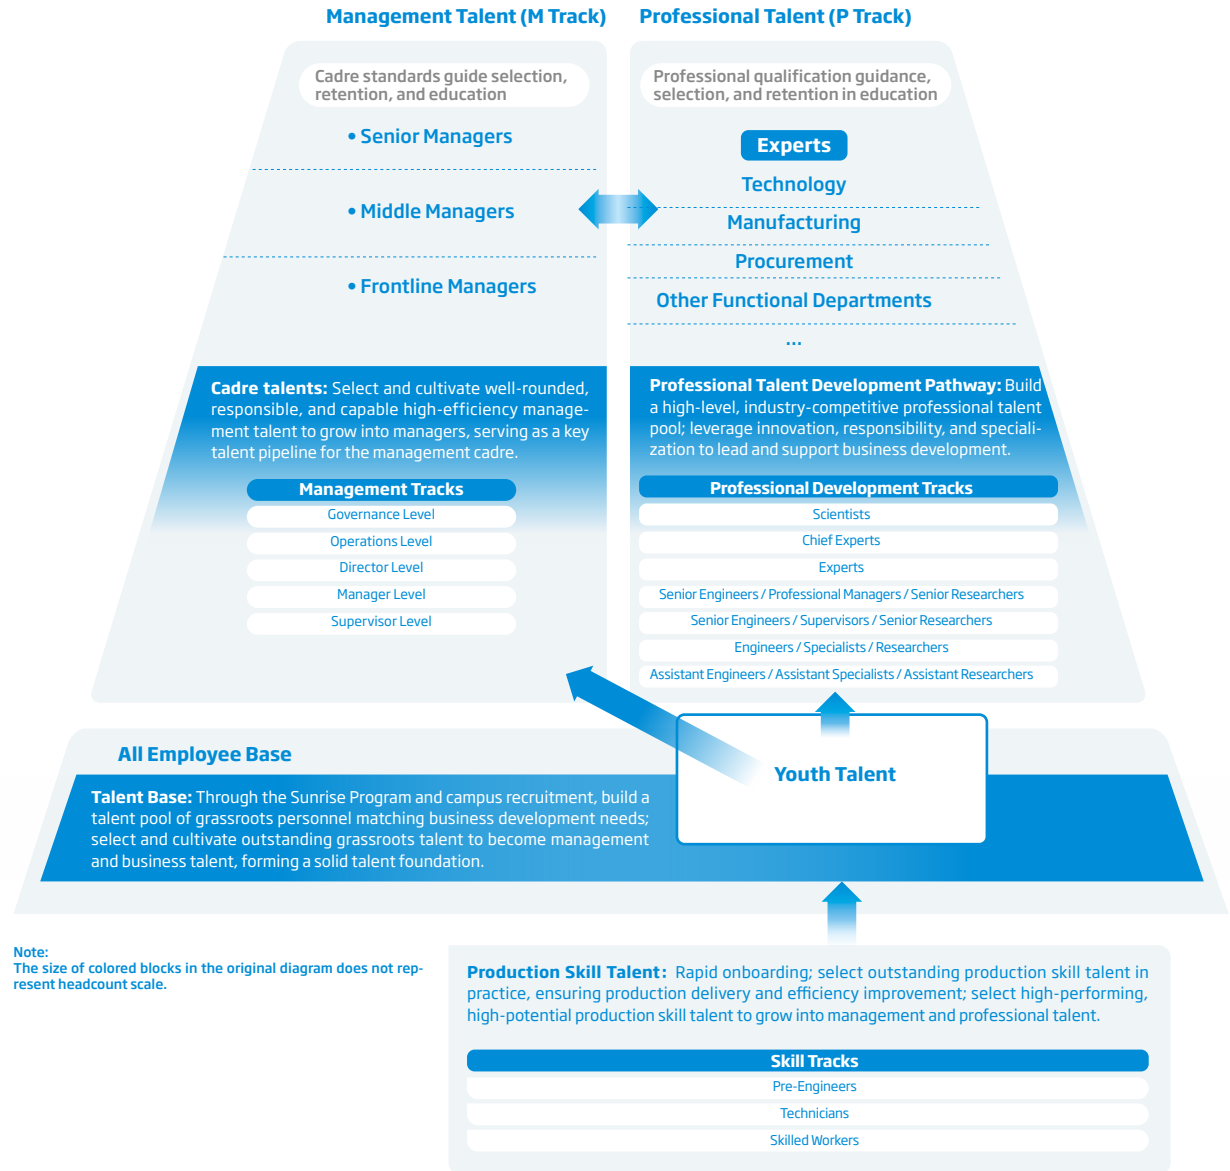 Management Talent (M Track)
Cadre standards guide selection,
retention, and education
• Senior Managers
• Middle Managers
• Frontline Managers
Cadre talents: Select and cultivate well-rounded,
responsible, and capable high-efficiency manage-
ment talent to grow into managers, serving as a key
talent pipeline for the management cadre.
Management Tracks
Governance Level
Operations Level
Director Level
Manager Level
Supervisor Level
Professional Talent (P Track)
Professional qualification guidance,
selection, and retention in education
Experts
Technology
Manufacturing
Procurement
Other Functional Departments
...
Professional Talent Development Pathway: Build
a high-level, industry-competitive professional talent
pool; leverage innovation, responsibility, and speciali-
zation to lead and support business development.
Professional Development Tracks
Scientists
Chief Experts
Experts
Senior Engineers / Professional Managers / Senior Researchers
Senior Engineers / Supervisors / Senior Researchers
Engineers / Specialists / Researchers
Assistant Engineers / Assistant Specialists / Assistant Researchers
All Employee Base
Talent Base: Through the Sunrise Program and campus recruitment, build a
talent pool of grassroots personnel matching business development needs;
select and cultivate outstanding grassroots talent to become management
and business talent, forming a solid talent foundation.
Youth Talent
Note:
The size of colored blocks in the original diagram does not rep-
resent headcount scale.
Production Skill Talent: Rapid onboarding; select outstanding production skill talent in
practice, ensuring production delivery and efficiency improvement; select high-performing,
high-potential production skill talent to grow into management and professional talent.
Skill Tracks
Pre-Engineers
Technicians
Skilled Workers